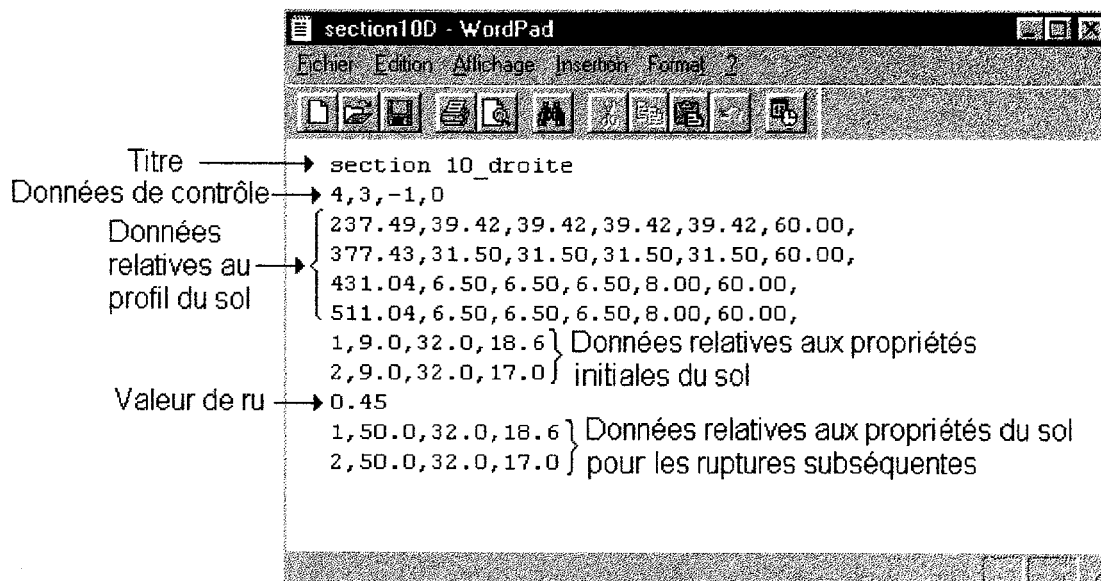 section10D - WordPad
Fichier Edition Affichage Insertion Format ?
Titre
section 10_droite
Données de contrôle
4,3,-1,0
Données
relatives au
profil du sol
237.49,39.42,39.42,39.42,39.42,60.00,
377.43,31.50,31.50,31.50,31.50,60.00,
431.04,6.50,6.50,6.50,8.00,60.00,
511.04,6.50,6.50,6.50,8.00,60.00,
1,9.0,32.0,18.6
2,9.0,32.0,17.0
Données relatives aux propriétés
initiales du sol
Valeur de ru
0.45
1,50.0,32.0,18.6
2,50.0,32.0,17.0
Données relatives aux propriétés du sol
pour les ruptures subséquentes